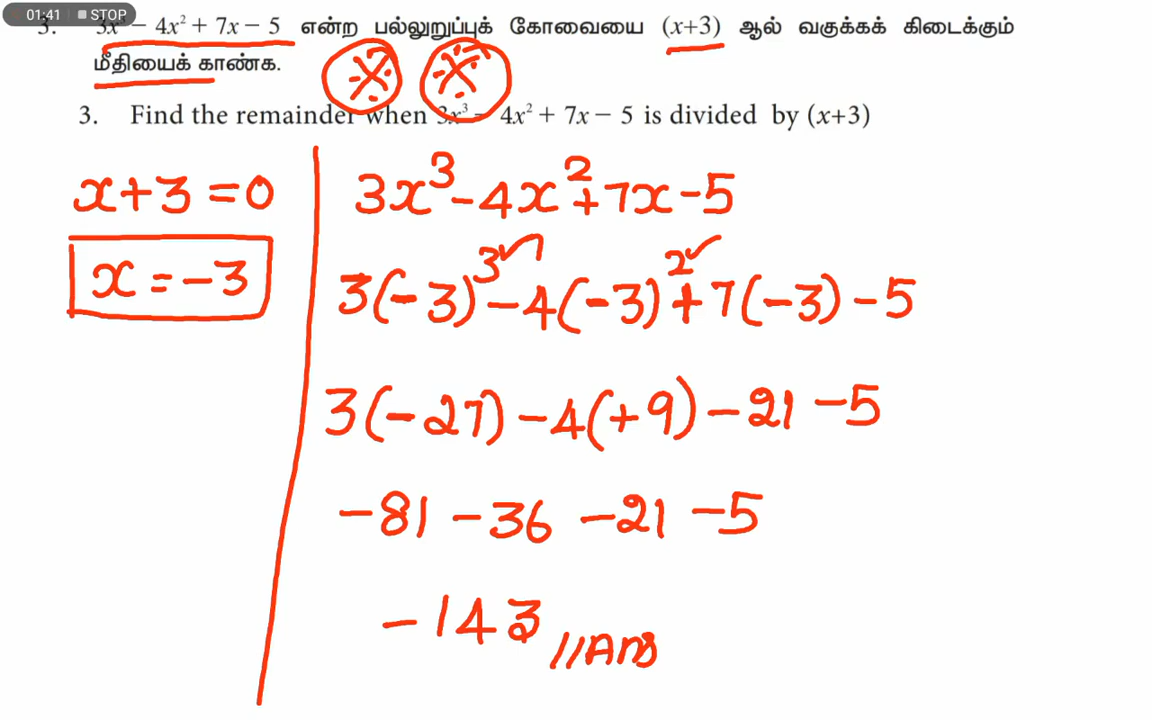 01:41 STOP
3. 3x³ − 4x² + 7x − 5 என்ற பல்லுறுப்புக் கோவையை (x+3) ஆல் வகுக்கக் கிடைக்கும்
மீதியைக் காண்க.
3. Find the remainder when 3x³ − 4x² + 7x − 5 is divided by (x+3)
x+3=0
x=-3
3x³-4x²+7x-5
3(-3)³-4(-3)²+7(-3)-5
3(-27)-4(+9)-21-5
-81-36-21-5
-143//Ans